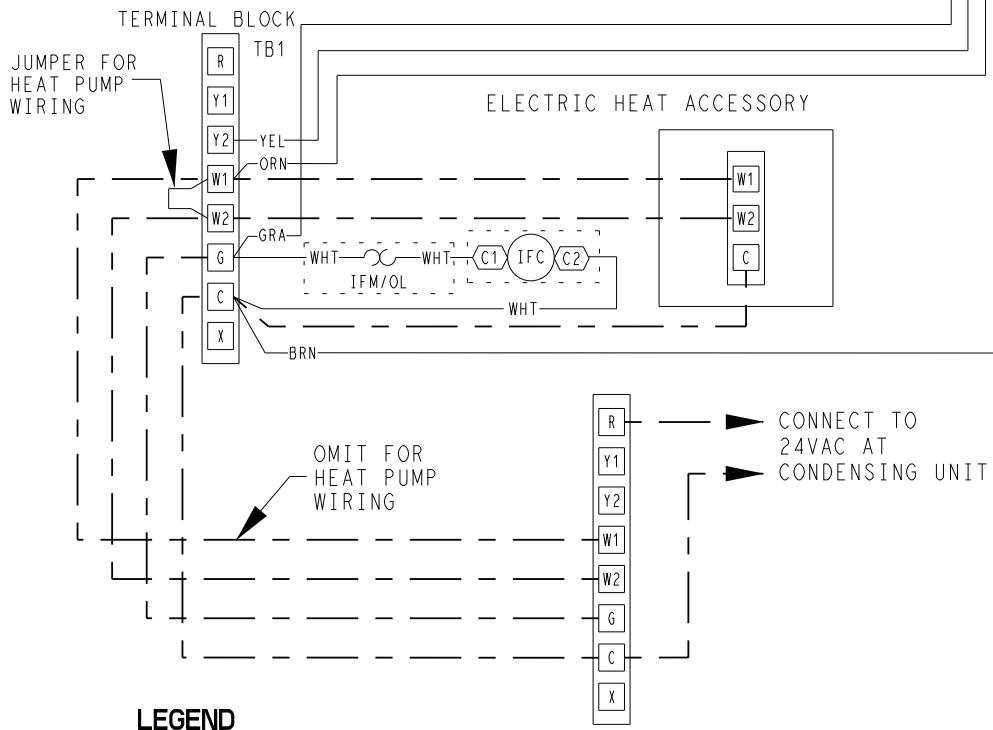 TERMINAL BLOCK
TB1
JUMPER FOR
HEAT PUMP
WIRING
R
Y1
Y2
W1
W2
G
C
X
YEL
ORN
GRA
WHT
WHT
IFM/OL
C1
IFC
C2
WHT
BRN
ELECTRIC HEAT ACCESSORY
W1
W2
C
OMIT FOR
HEAT PUMP
WIRING
R
Y1
Y2
W1
W2
G
C
X
CONNECT TO
24VAC AT
CONDENSING UNIT
LEGEND